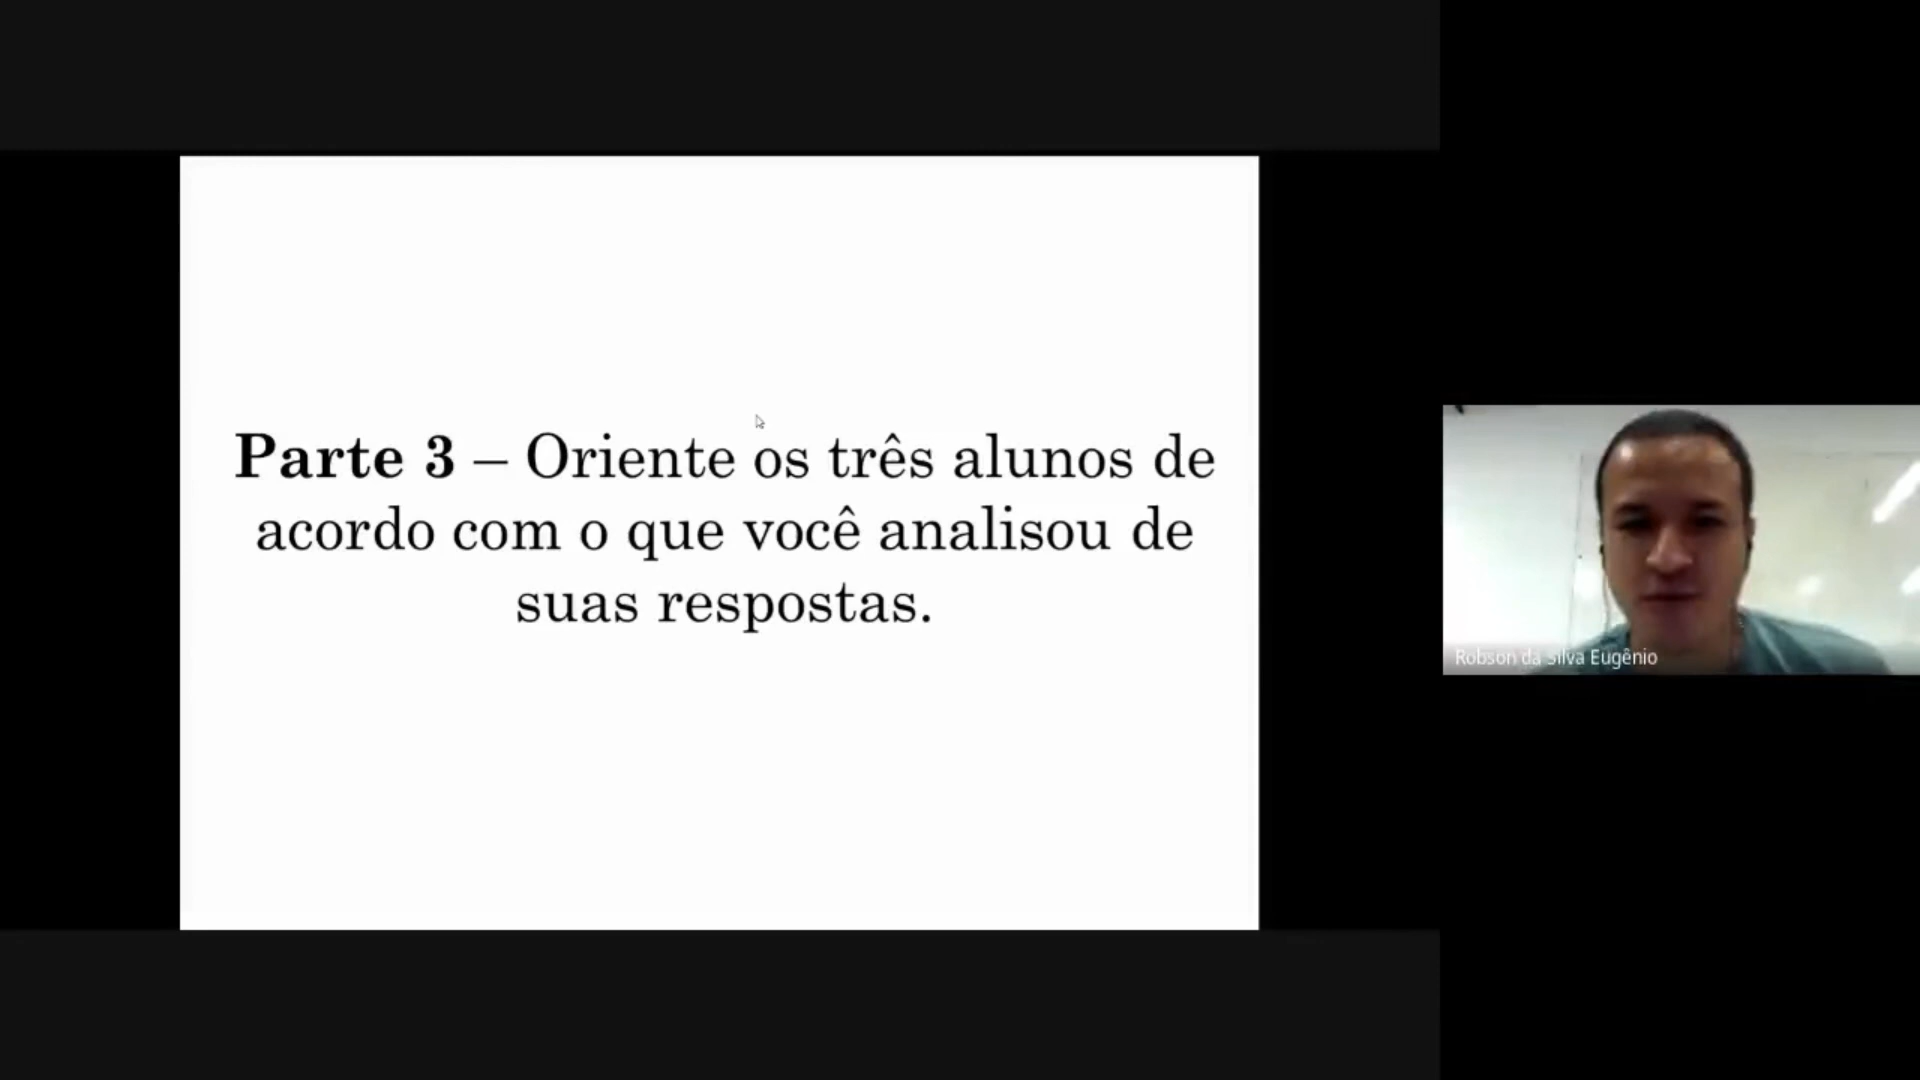 Parte 3 – Oriente os três alunos de
acordo com o que você analisou de
suas respostas.
Robson da Silva Eugênio